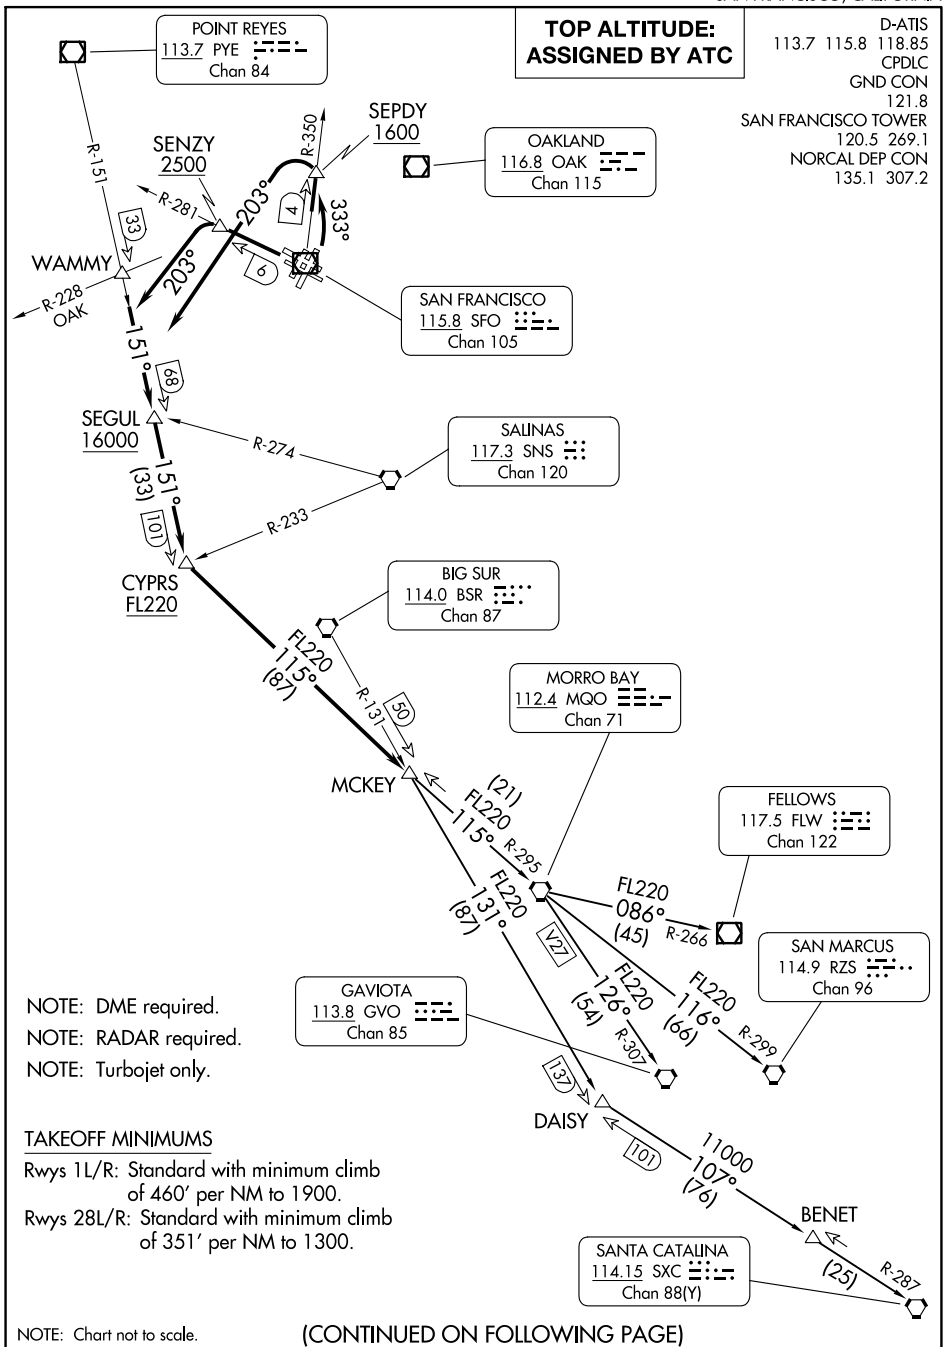 TOP ALTITUDE:
ASSIGNED BY ATC
D-ATIS
113.7 115.8 118.85
CPDLC
GND CON
121.8
SAN FRANCISCO TOWER
120.5 269.1
NORCAL DEP CON
135.1 307.2
POINT REYES
113.7 PYE
Chan 84
SEPDY
1600
SENZY
2500
OAKLAND
116.8 OAK
Chan 115
R-350
R-151
R-281
203°
203°
4
333°
33
6
WAMMY
R-228
OAK
SAN FRANCISCO
115.8 SFO
Chan 105
151°
68
SEGUL
16000
R-274
SALINAS
117.3 SNS
Chan 120
151°
(33)
101
R-233
CYPRS
FL220
BIG SUR
114.0 BSR
Chan 87
FL220
115°
(87)
R-131
50
MORRO BAY
112.4 MQO
Chan 71
MCKEY
(21)
FL220
115°
R-295
FELLOWS
117.5 FLW
Chan 122
FL220
131°
(87)
FL220
086°
(45)
R-266
V27
SAN MARCUS
114.9 RZS
Chan 96
FL220
126°
(54)
R-307
FL220
116°
(66)
R-299
GAVIOTA
113.8 GVO
Chan 85
NOTE: DME required.
NOTE: RADAR required.
NOTE: Turbojet only.
137
DAISY
101
11000
107°
(76)
BENET
(25)
R-287
TAKEOFF MINIMUMS
Rwys 1L/R: Standard with minimum climb
of 460' per NM to 1900.
Rwys 28L/R: Standard with minimum climb
of 351' per NM to 1300.
SANTA CATALINA
114.15 SXC
Chan 88(Y)
NOTE: Chart not to scale.
(CONTINUED ON FOLLOWING PAGE)